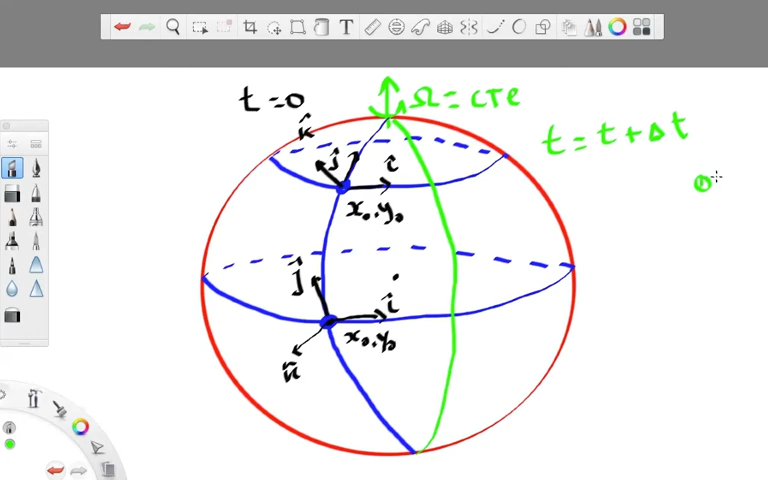 t=0
Ω = cTe
t = t + Δt
k̂
ĵ
î
x₀,y₀
ĵ
î
x₀,y₀
n̂
T